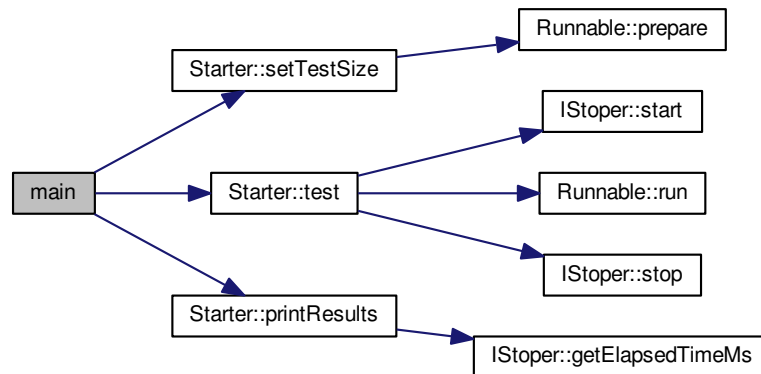 Runnable::prepare
Starter::setTestSize
IStoper::start
main
Starter::test
Runnable::run
IStoper::stop
Starter::printResults
IStoper::getElapsedTimeMs